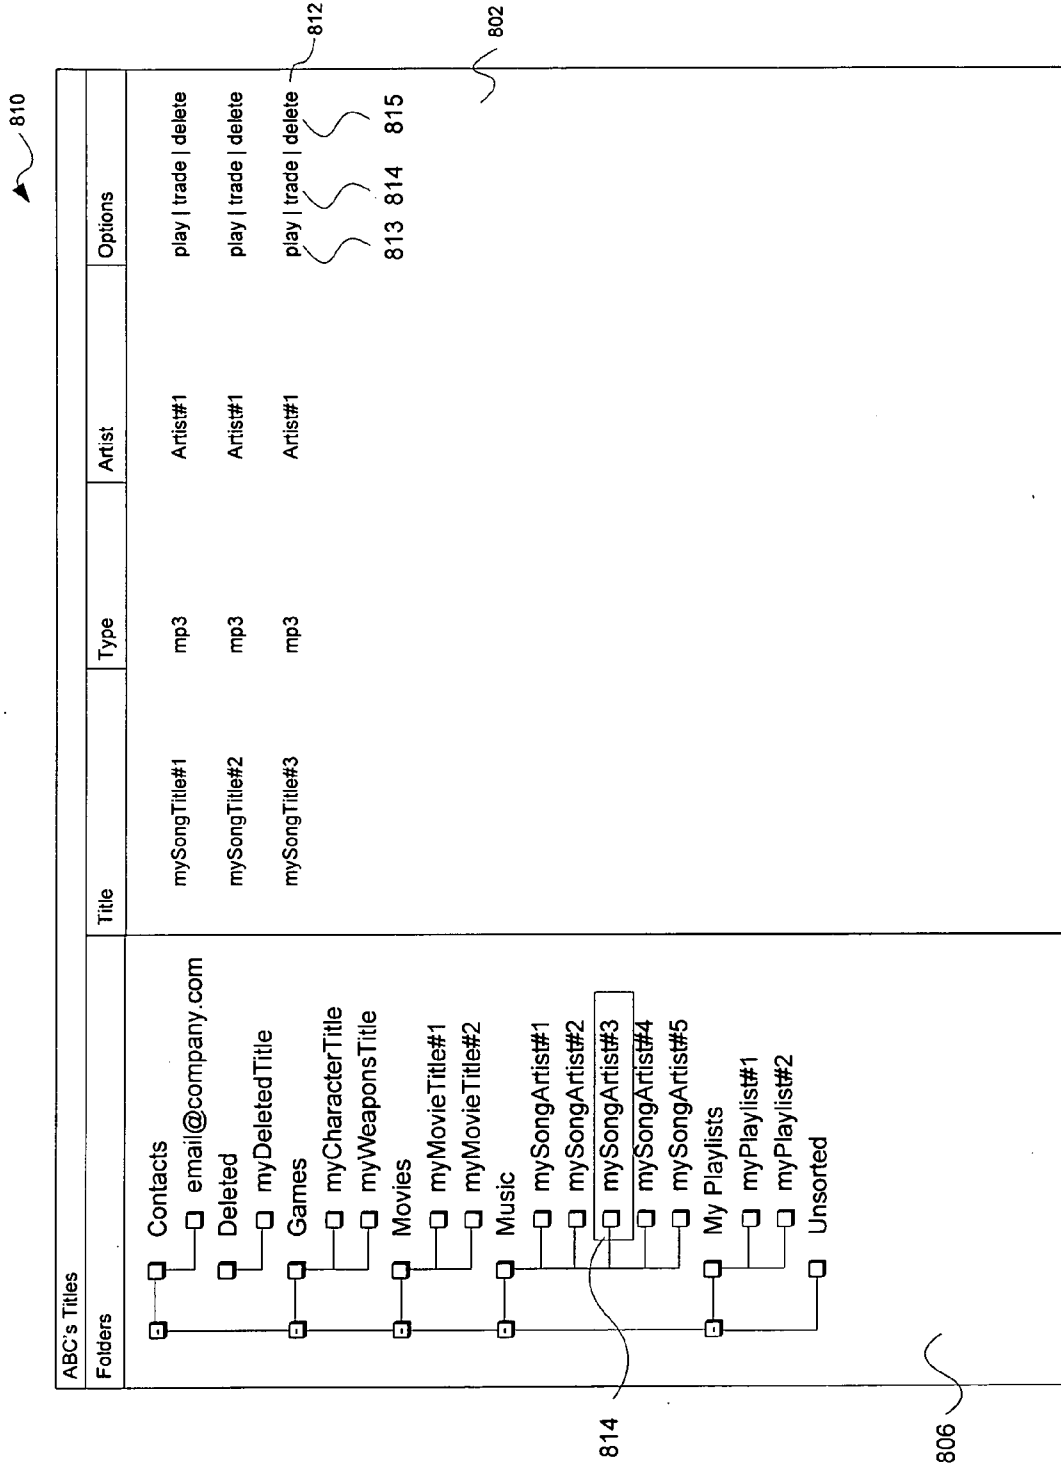 810
ABC's Titles
Folders Title Type Artist Options
Contacts
email@company.com
Deleted
myDeletedTitle
Games
myCharacterTitle
myWeaponsTitle
Movies
myMovieTitle#1
myMovieTitle#2
Music
mySongArtist#1
mySongArtist#2
mySongArtist#3
mySongArtist#4
mySongArtist#5
My Playlists
myPlaylist#1
myPlaylist#2
Unsorted
814
806
mySongTitle#1 mp3 Artist#1 play | trade | delete
mySongTitle#2 mp3 Artist#1 play | trade | delete
mySongTitle#3 mp3 Artist#1 play | trade | delete
812
813 814 815
802